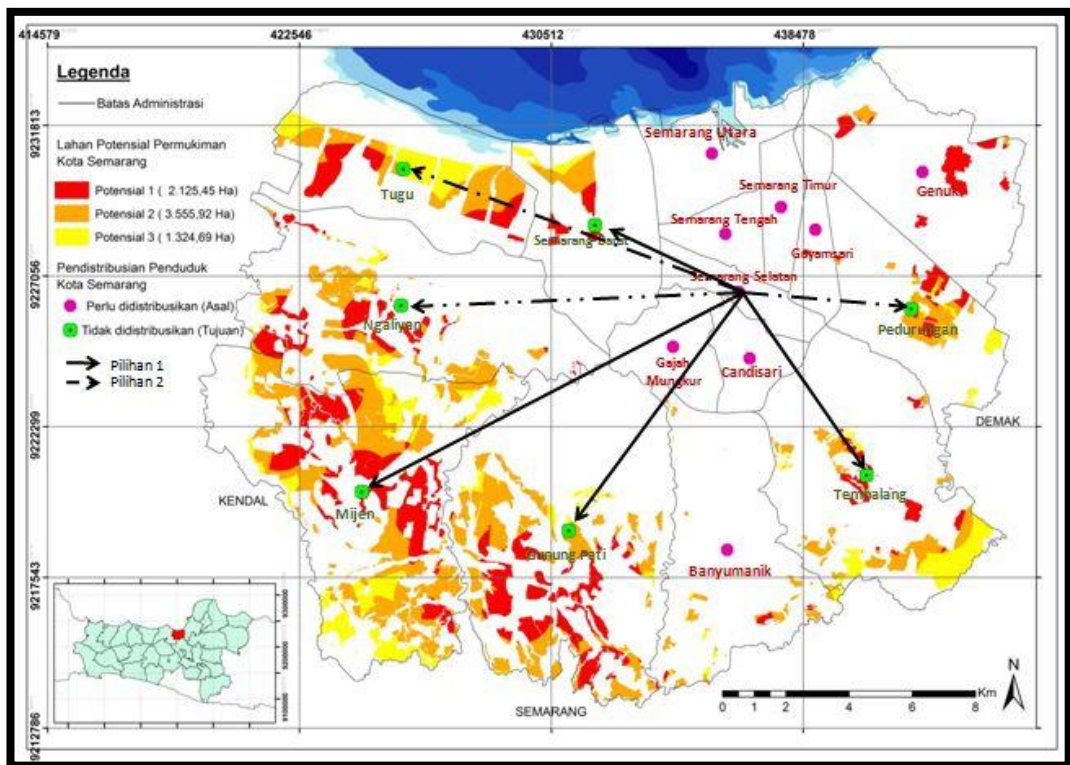 414579
422546
430512
438478
9231813
9227056
9222299
9217543
9212786
Legenda
Batas Administrasi
Lahan Potensial Permukiman
Kota Semarang
Potensial 1 ( 2.125,45 Ha)
Potensial 2 ( 3.555,92 Ha)
Potensial 3 ( 1.324,69 Ha)
Pendistribusian Penduduk
Kota Semarang
Perlu didistribusikan (Asal)
Tidak didistribusikan (Tujuan)
Pilihan 1
Pilihan 2
Semarang Utara
Genuk
Tugu
Semarang Timur
Semarang Tengah
Semarang Barat
Gayamsari
Semarang Selatan
Ngaliyan
Pedurungan
Gajah
Mungkur
Candisari
DEMAK
KENDAL
Mijen
Tembalang
Gunung Pati
Banyumanik
SEMARANG
9300000
9200000
9100000
N
Km
0 1 2 4 6 8